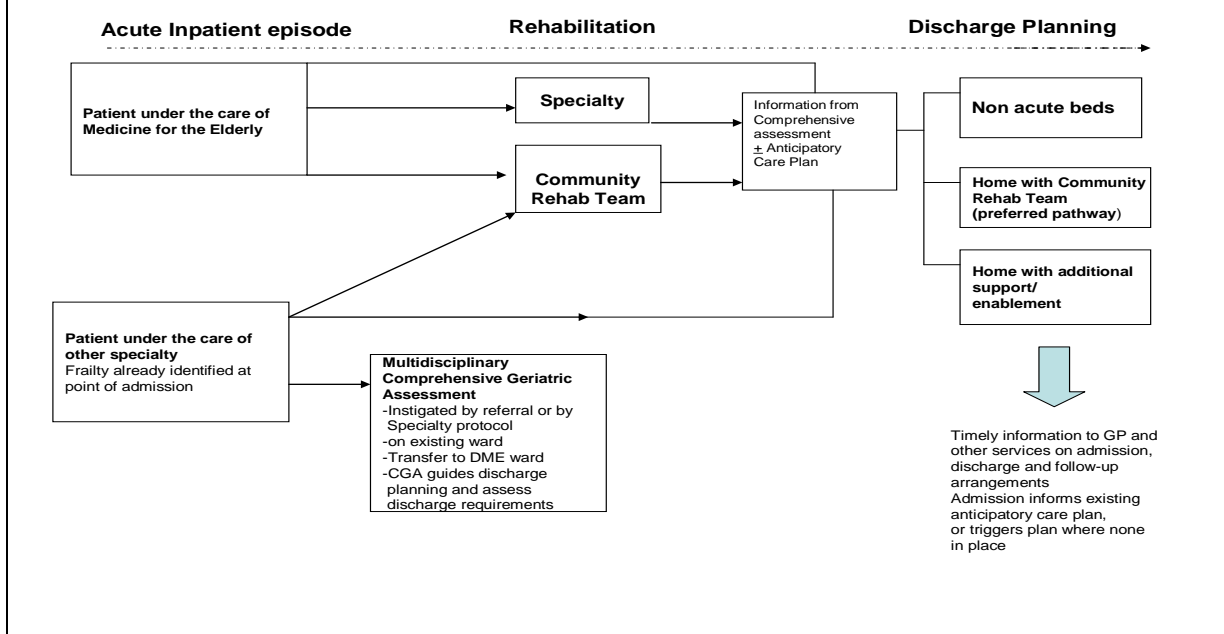 Acute Inpatient episode
Rehabilitation
Discharge Planning
Patient under the care of
Medicine for the Elderly
Specialty
Community
Rehab Team
Information from
Comprehensive
assessment
+ Anticipatory
Care Plan
Non acute beds
Home with Community
Rehab Team
(preferred pathway)
Home with additional
support/
enablement
Patient under the care of
other specialty
Frailty already identified at
point of admission
Multidisciplinary
Comprehensive Geriatric
Assessment
-Instigated by referral or by
Specialty protocol
-on existing ward
-Transfer to DME ward
-CGA guides discharge
planning and assess
discharge requirements
Timely information to GP and
other services on admission,
discharge and follow-up
arrangements
Admission informs existing
anticipatory care plan,
or triggers plan where none
in place